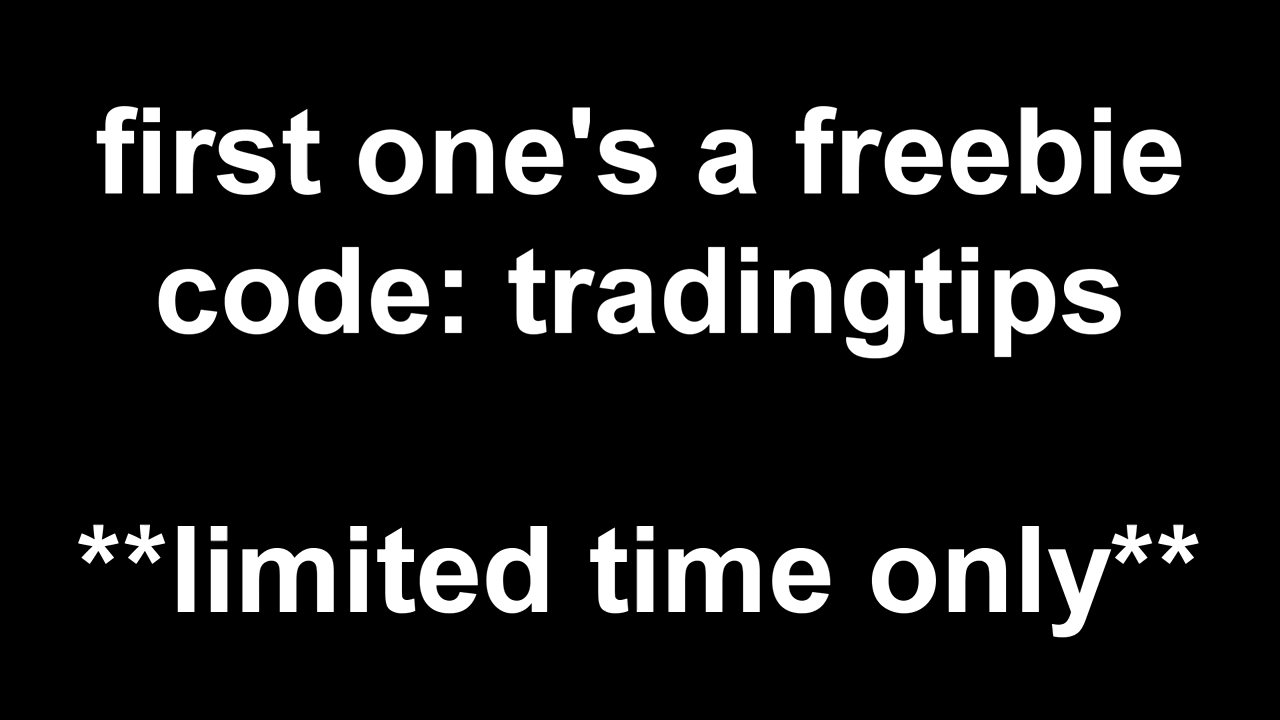 first one's a freebie
code: tradingtips
**limited time only**